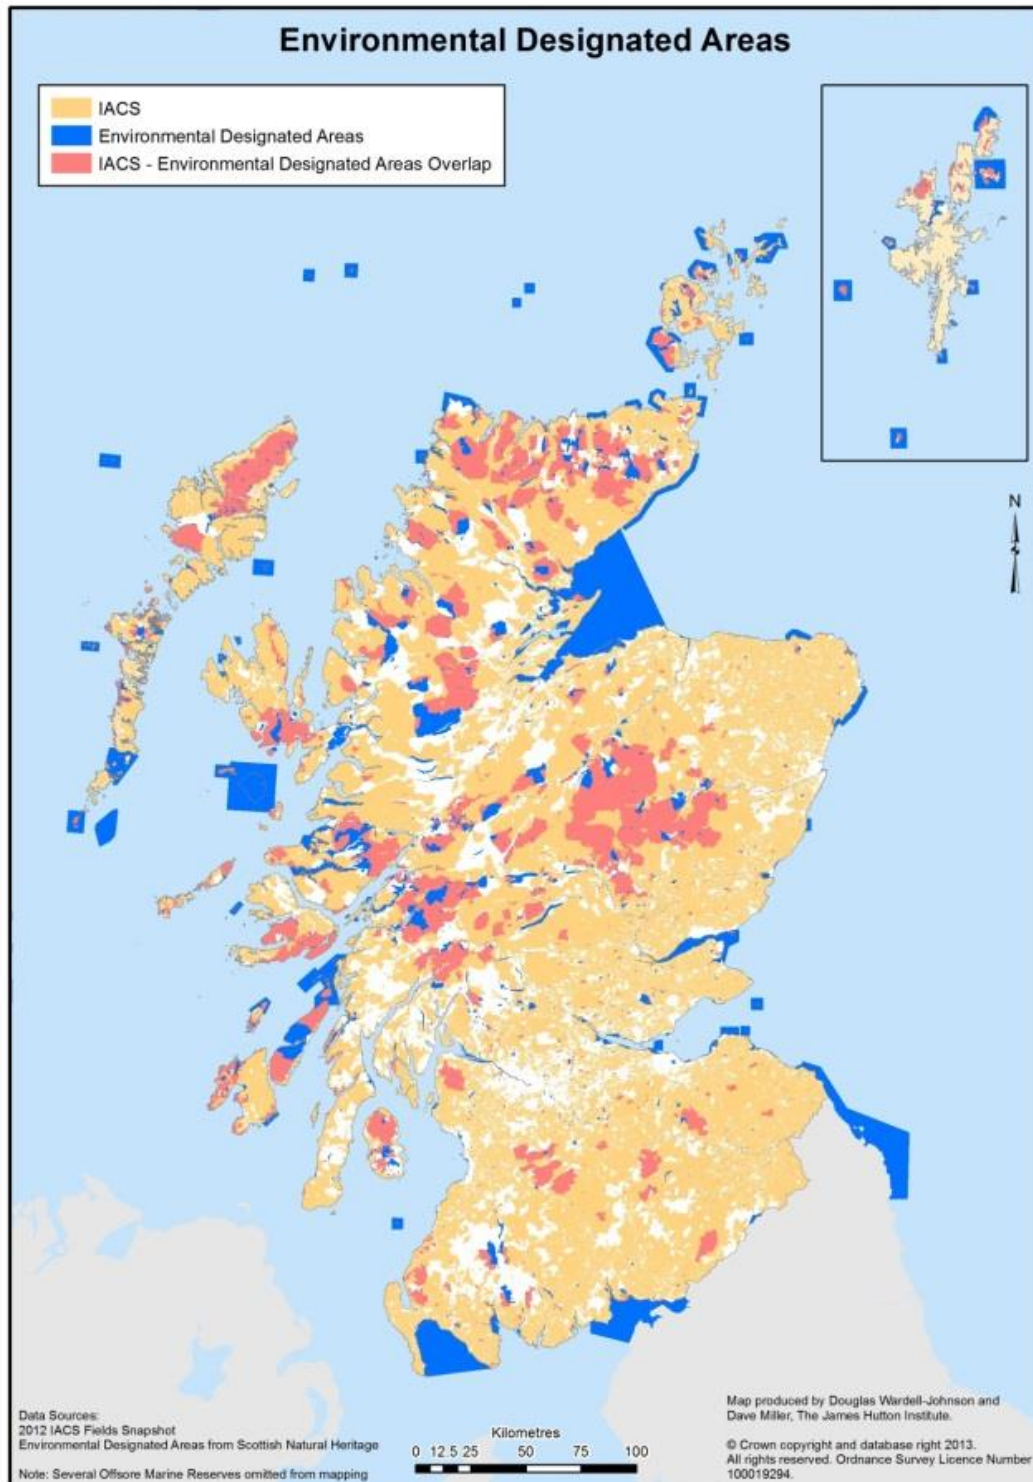 Environmental Designated Areas
IACS
Environmental Designated Areas
IACS - Environmental Designated Areas Overlap
N
Data Sources:
2012 IACS Fields Snapshot
Environmental Designated Areas from Scottish Natural Heritage
Note: Several Offsore Marine Reserves omitted from mapping
Kilometres
0 12.5 25 50 75 100
Map produced by Douglas Wardell-Johnson and
Dave Miller, The James Hutton Institute.
© Crown copyright and database right 2013.
All rights reserved. Ordnance Survey Licence Number
100019294.